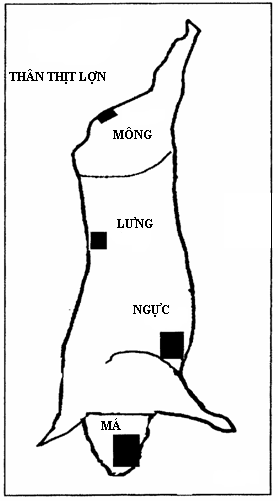 THÂN THỊT LỢN
MÔNG
LƯNG
NGỰC
MÁ